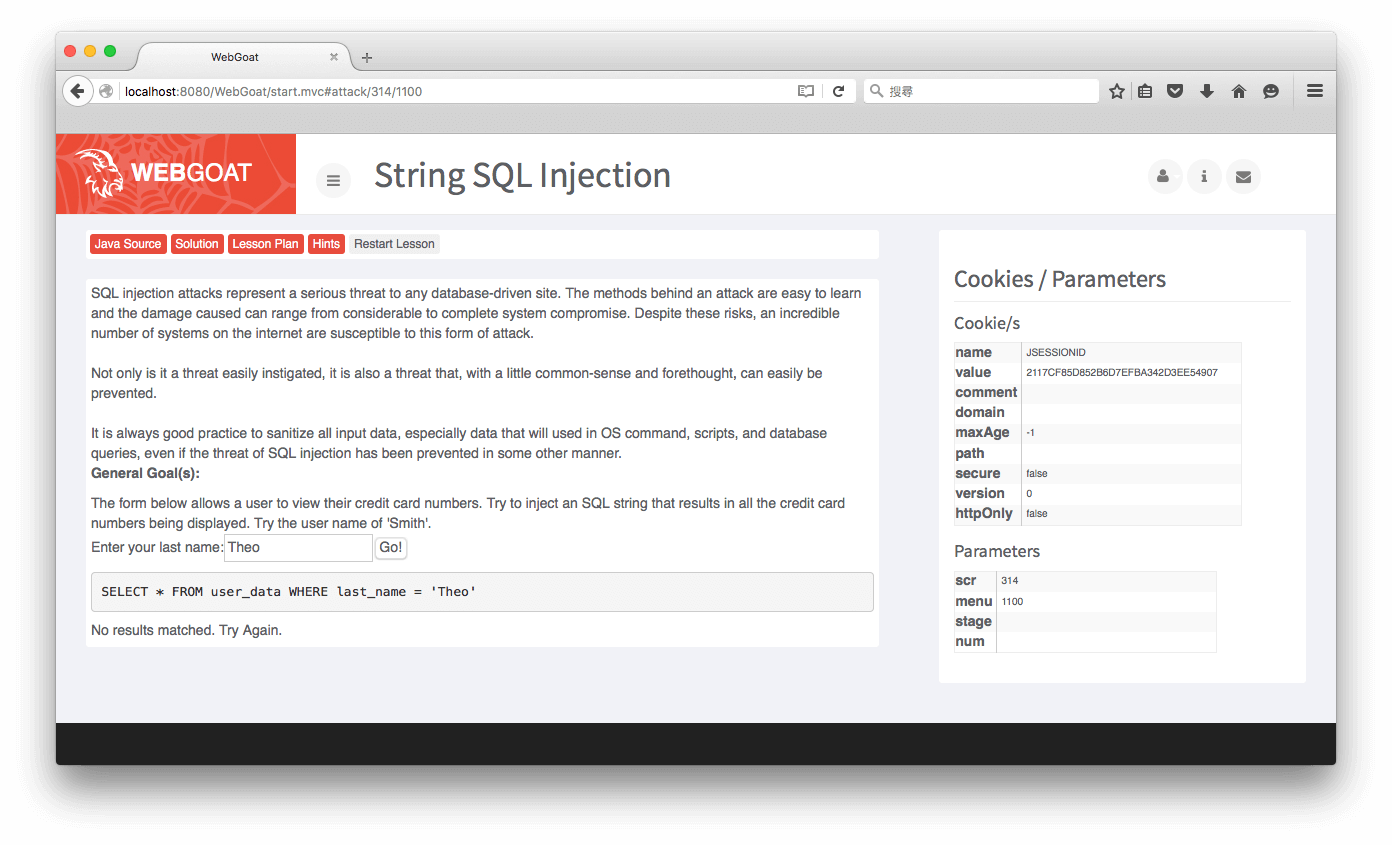 WebGoat
localhost:8080/WebGoat/start.mvc#attack/314/1100
搜尋
WEBGOAT
String SQL Injection
Java Source Solution Lesson Plan Hints Restart Lesson
SQL injection attacks represent a serious threat to any database-driven site. The methods behind an attack are easy to learn
and the damage caused can range from considerable to complete system compromise. Despite these risks, an incredible
number of systems on the internet are susceptible to this form of attack.
Not only is it a threat easily instigated, it is also a threat that, with a little common-sense and forethought, can easily be
prevented.
It is always good practice to sanitize all input data, especially data that will used in OS command, scripts, and database
queries, even if the threat of SQL injection has been prevented in some other manner.
General Goal(s):
The form below allows a user to view their credit card numbers. Try to inject an SQL string that results in all the credit card
numbers being displayed. Try the user name of 'Smith'.
Enter your last name: Theo Go!
SELECT * FROM user_data WHERE last_name = 'Theo'
No results matched. Try Again.
Cookies / Parameters
Cookie/s
name JSESSIONID
value 2117CF85D852B6D7EFBA342D3EE54907
comment
domain
maxAge -1
path
secure false
version 0
httpOnly false
Parameters
scr 314
menu 1100
stage
num